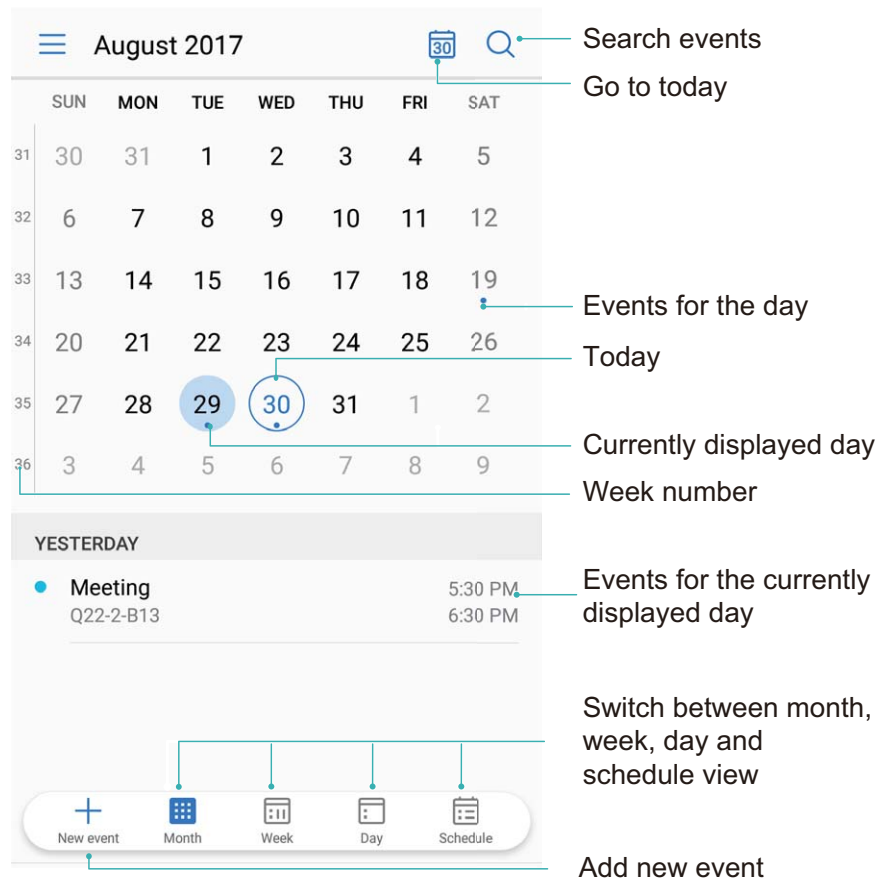 August 2017
30
Search events
Go to today
SUN MON TUE WED THU FRI SAT
31 30 31 1 2 3 4 5
32 6 7 8 9 10 11 12
33 13 14 15 16 17 18 19
Events for the day
34 20 21 22 23 24 25 26
Today
35 27 28 29 30 31 1 2
Currently displayed day
36 3 4 5 6 7 8 9
Week number
YESTERDAY
Meeting 5:30 PM
Q22-2-B13 6:30 PM
Events for the currently
displayed day
Switch between month,
week, day and
schedule view
New event Month Week Day Schedule
Add new event